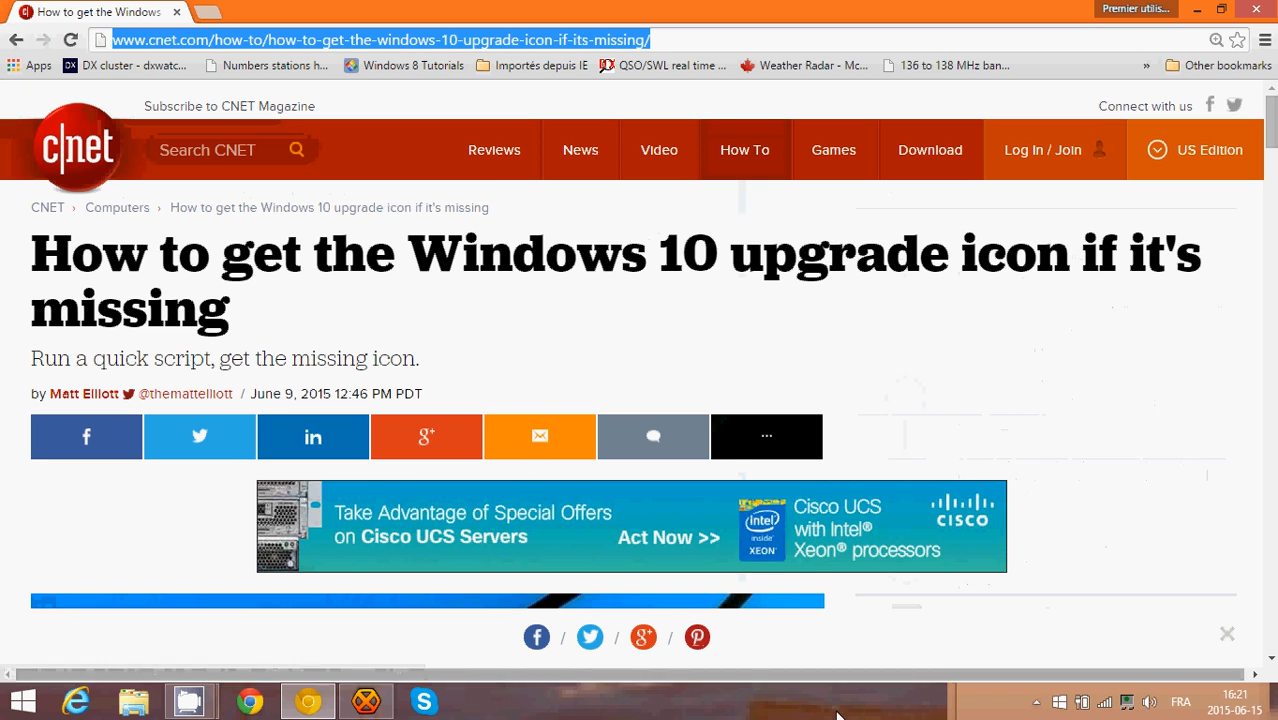 How to get the Windows
Premier utilis...
www.cnet.com/how-to/how-to-get-the-windows-10-upgrade-icon-if-its-missing/
Apps DX cluster - dxwatc... Numbers stations h... Windows 8 Tutorials Importés depuis IE QSO/SWL real time ... Weather Radar - Mc... 136 to 138 MHz ban... » Other bookmarks
Subscribe to CNET Magazine
Connect with us
c|net
Search CNET
Reviews News Video How To Games Download Log In / Join US Edition
CNET › Computers › How to get the Windows 10 upgrade icon if it's missing
How to get the Windows 10 upgrade icon if it's
missing
Run a quick script, get the missing icon.
by Matt Elliott @themattelliott / June 9, 2015 12:46 PM PDT
f in g+ ...
Take Advantage of Special Offers
on Cisco UCS Servers
Act Now >>
intel
inside
XEON®
Cisco UCS
with Intel®
Xeon® processors
CISCO
f / / g+ /
FRA
16:21
2015-06-15